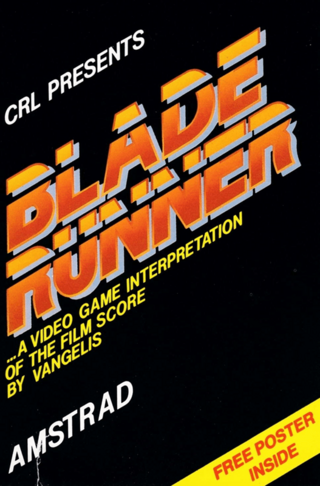 CRL PRESENTS
BLADE
RUNNER
...A VIDEO GAME INTERPRETATION
OF THE FILM SCORE
BY VANGELIS
AMSTRAD
FREE POSTER
INSIDE